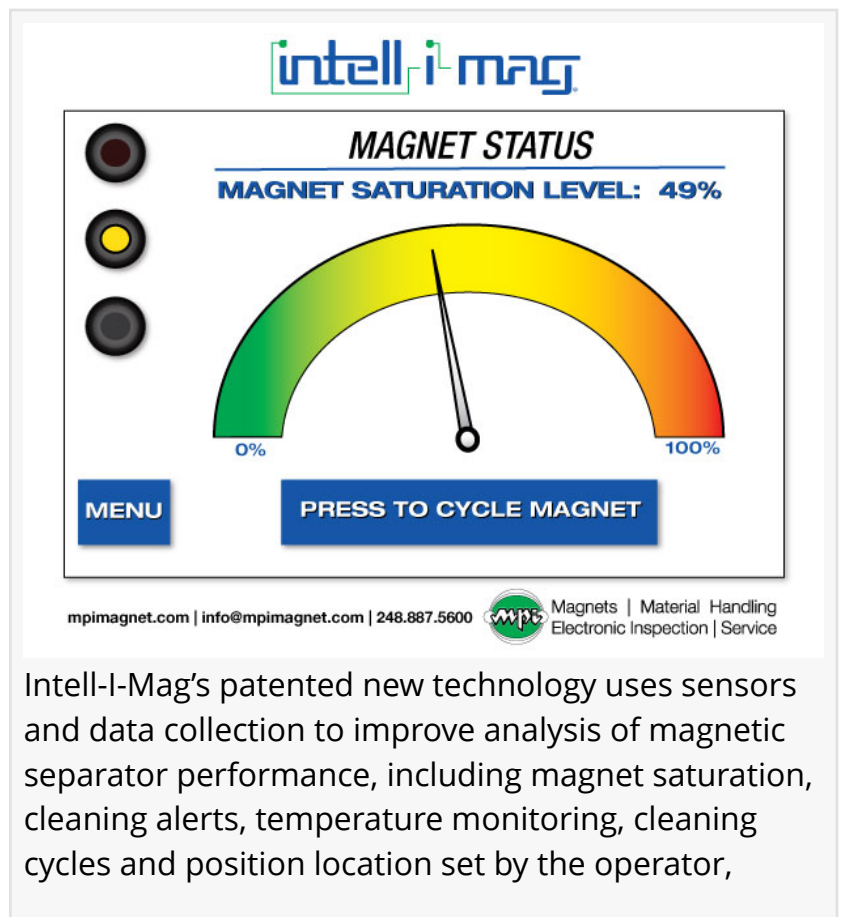 intell-i-mag
MAGNET STATUS
MAGNET SATURATION LEVEL: 49%
0%
100%
MENU
PRESS TO CYCLE MAGNET
mpimagnet.com | info@mpimagnet.com | 248.887.5600
mpi
Magnets | Material Handling
Electronic Inspection | Service
Intell-I-Mag’s patented new technology uses sensors
and data collection to improve analysis of magnetic
separator performance, including magnet saturation,
cleaning alerts, temperature monitoring, cleaning
cycles and position location set by the operator,